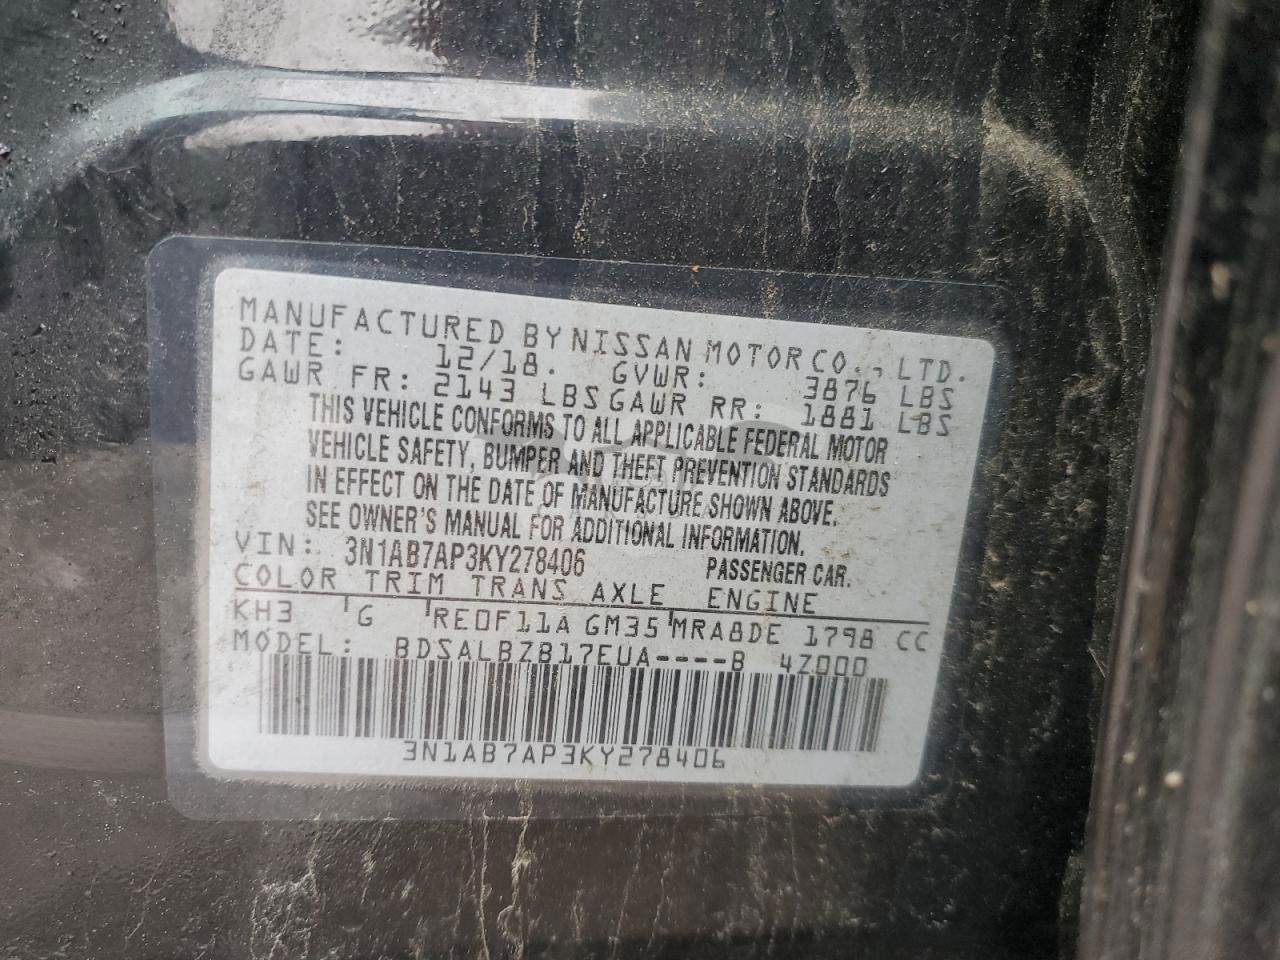 MANUFACTURED BY NISSAN MOTOR CO., LTD.
DATE: 12/18. GVWR: 3876 LBS
GAWR FR: 2143 LBS GAWR RR: 1881 LBS
THIS VEHICLE CONFORMS TO ALL APPLICABLE FEDERAL MOTOR
VEHICLE SAFETY, BUMPER AND THEFT PREVENTION STANDARDS
IN EFFECT ON THE DATE OF MANUFACTURE SHOWN ABOVE.
SEE OWNER'S MANUAL FOR ADDITIONAL INFORMATION.
VIN: 3N1AB7AP3KY278406 PASSENGER CAR.
COLOR TRIM TRANS AXLE ENGINE
KH3 G RE0F11A GM35 MRA8DE 1798 CC
MODEL: BDSALBZB17EUA----B 4Z000
3N1AB7AP3KY278406